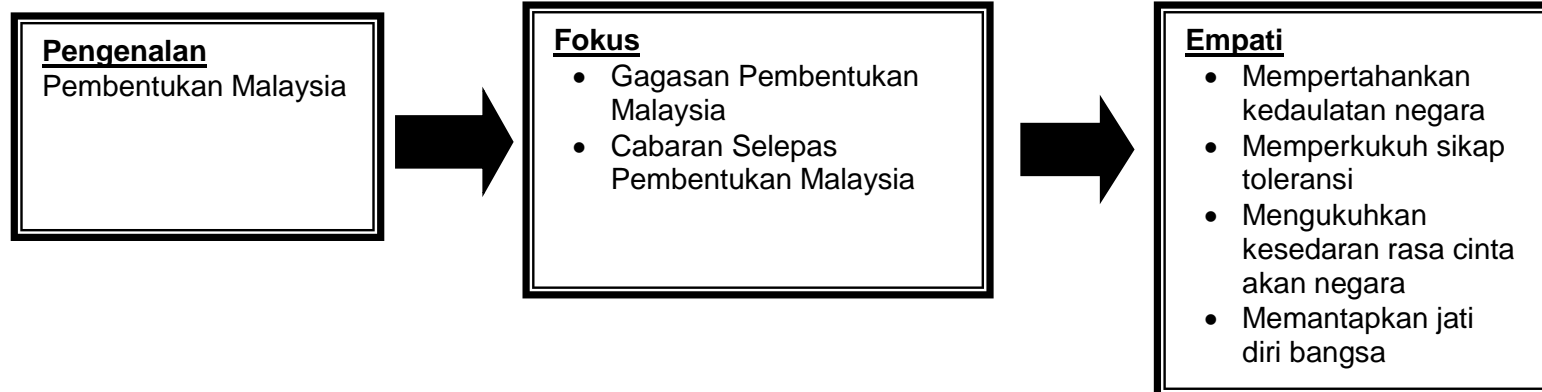 Pengenalan
Pembentukan Malaysia
Fokus
• Gagasan Pembentukan
Malaysia
• Cabaran Selepas
Pembentukan Malaysia
Empati
• Mempertahankan
kedaulatan negara
• Memperkukuh sikap
toleransi
• Mengukuhkan
kesedaran rasa cinta
akan negara
• Memantapkan jati
diri bangsa